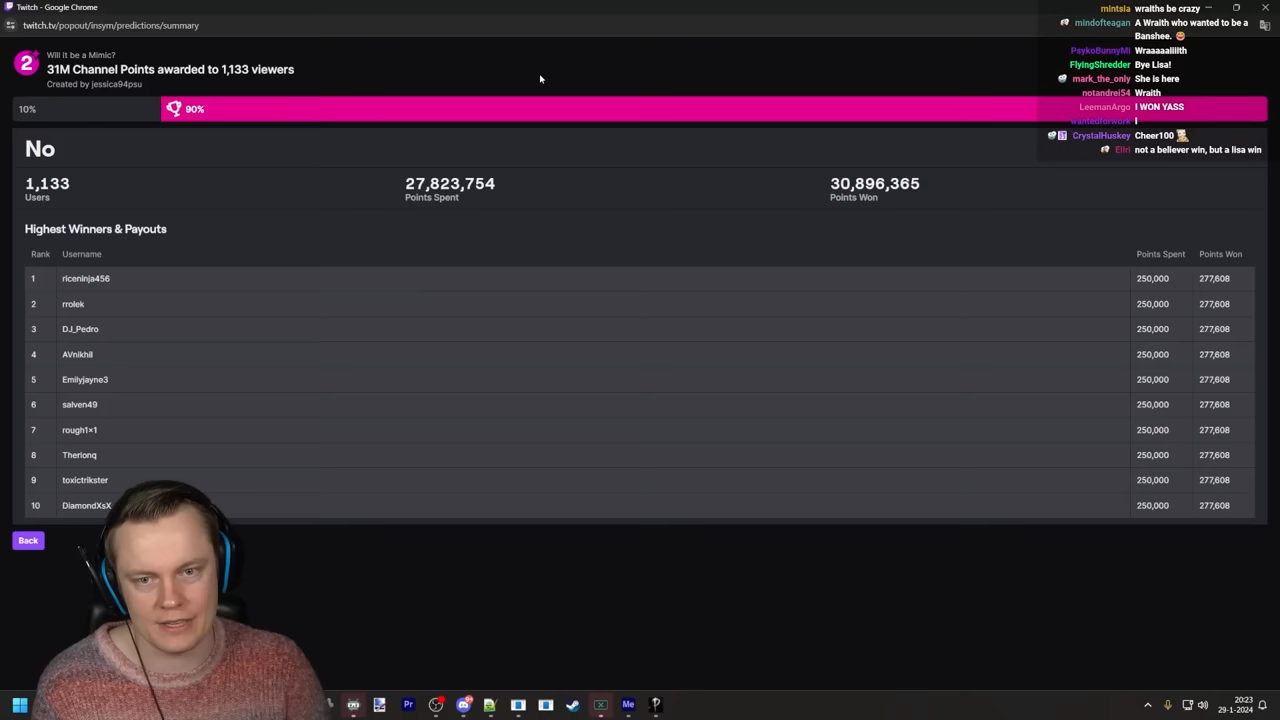 Twitch - Google Chrome
twitch.tv/popout/insym/predictions/summary
2
Will it be a Mimic?
31M Channel Points awarded to 1,133 viewers
Created by jessica94psu
10%
90%
No
1,133
Users
27,823,754
Points Spent
30,896,365
Points Won
Highest Winners & Payouts
Rank Username Points Spent Points Won
1 riceninja456 250,000 277,608
2 rrolek 250,000 277,608
3 DJ_Pedro 250,000 277,608
4 AVnikhil 250,000 277,608
5 Emilyjayne3 250,000 277,608
6 salven49 250,000 277,608
7 rough1x1 250,000 277,608
8 Therionq 250,000 277,608
9 toxictrikster 250,000 277,608
10 DiamondXsX 250,000 277,608
Back
mintsia wraiths be crazy
mindofteagan A Wraith who wanted to be a
Banshee.
PsykoBunnyMi Wraaaaaiiith
FlyingShredder Bye Lisa!
mark_the_only She is here
notandrei54 Wraith
LeemanArgo I WON YASS
wantedforwork I
CrystalHuskey Cheer100
Ellri not a believer win, but a lisa win
Pr
Me
20:23
29-1-2024